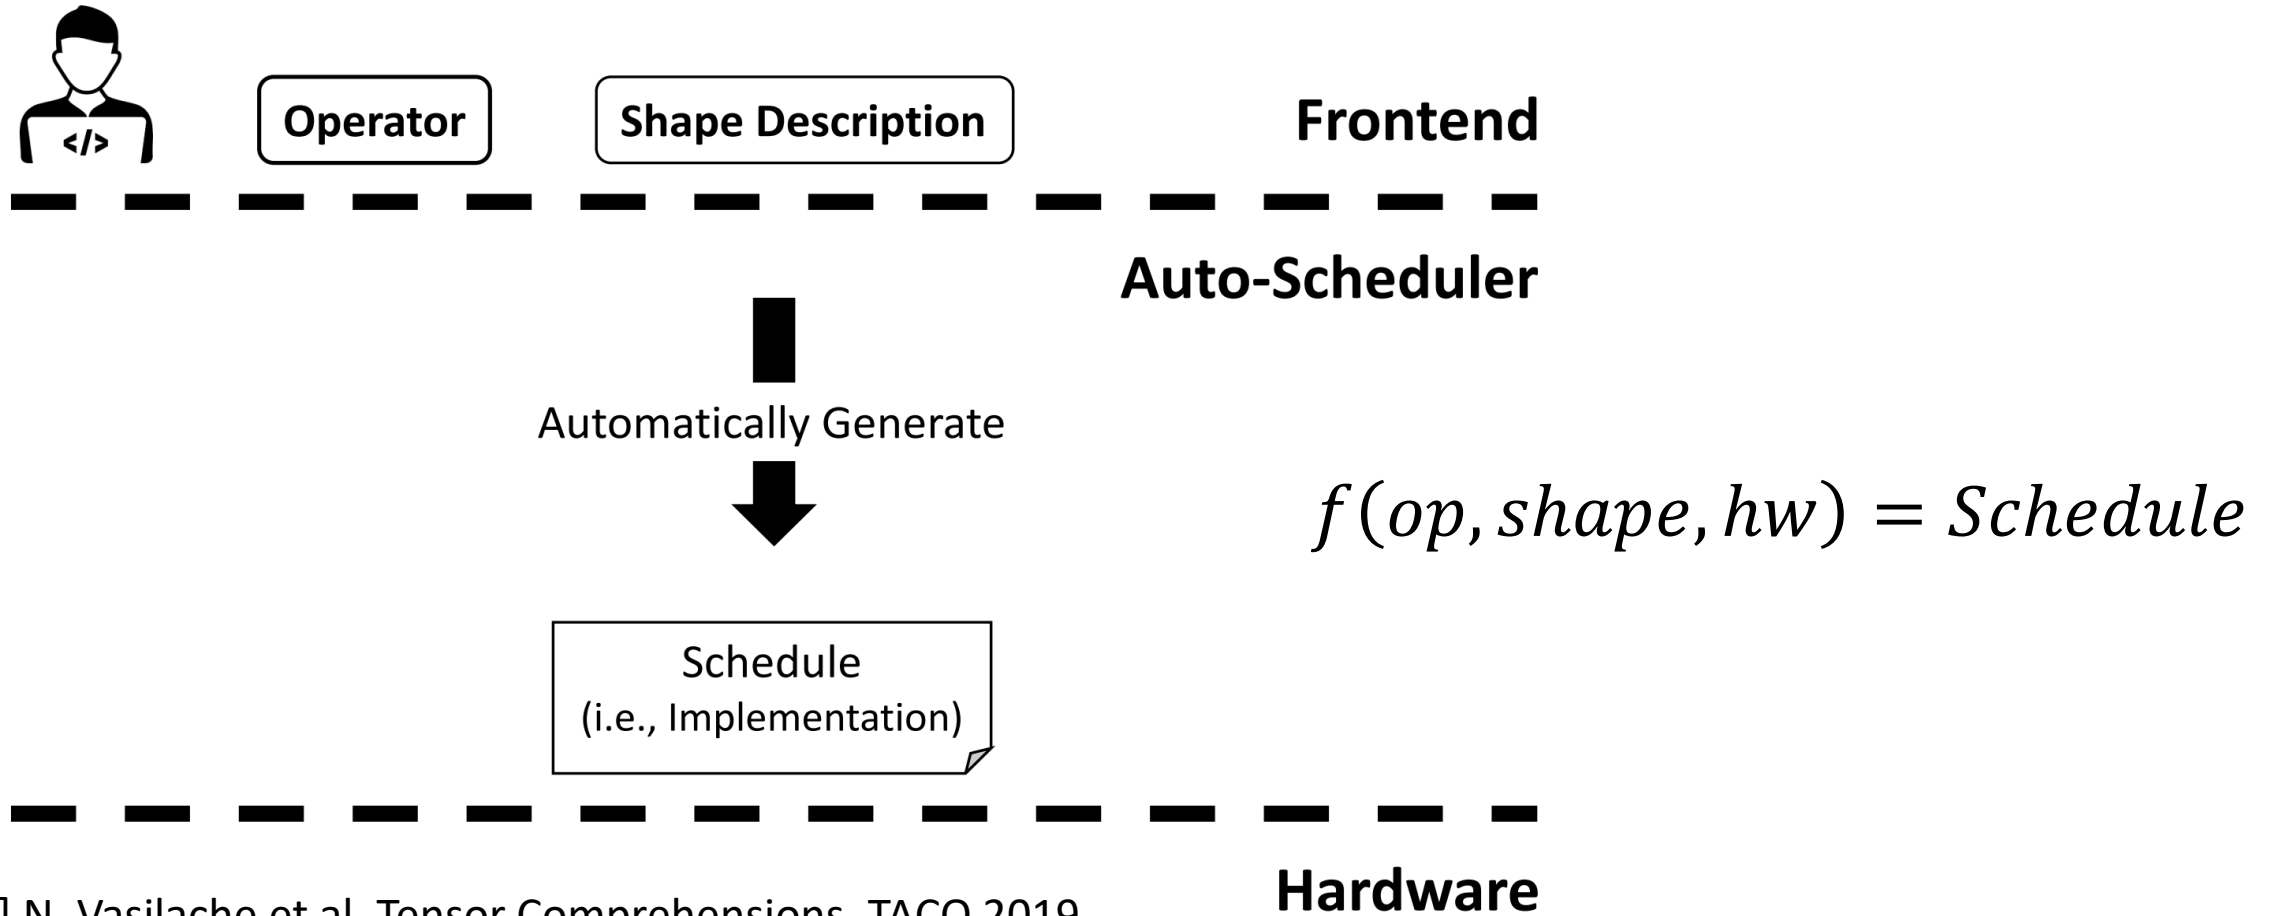 </>
Operator
Shape Description
Frontend
Auto-Scheduler
Automatically Generate
f(op, shape, hw) = Schedule
Schedule
(i.e., Implementation)
Hardware
] N. Vasilache et al. Tensor Comprehensions. TACO 2019